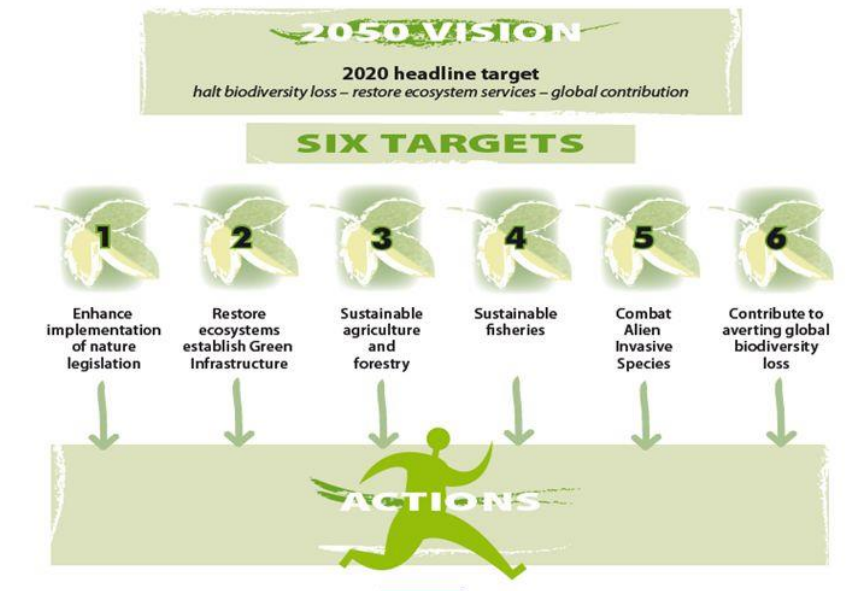 2050 VISION
2020 headline target
halt biodiversity loss – restore ecosystem services – global contribution
SIX TARGETS
1
Enhance
implementation
of nature
legislation
2
Restore
ecosystems
establish Green
Infrastructure
3
Sustainable
agriculture
and
forestry
4
Sustainable
fisheries
5
Combat
Alien
Invasive
Species
6
Contribute to
averting global
biodiversity
loss
ACTIONS